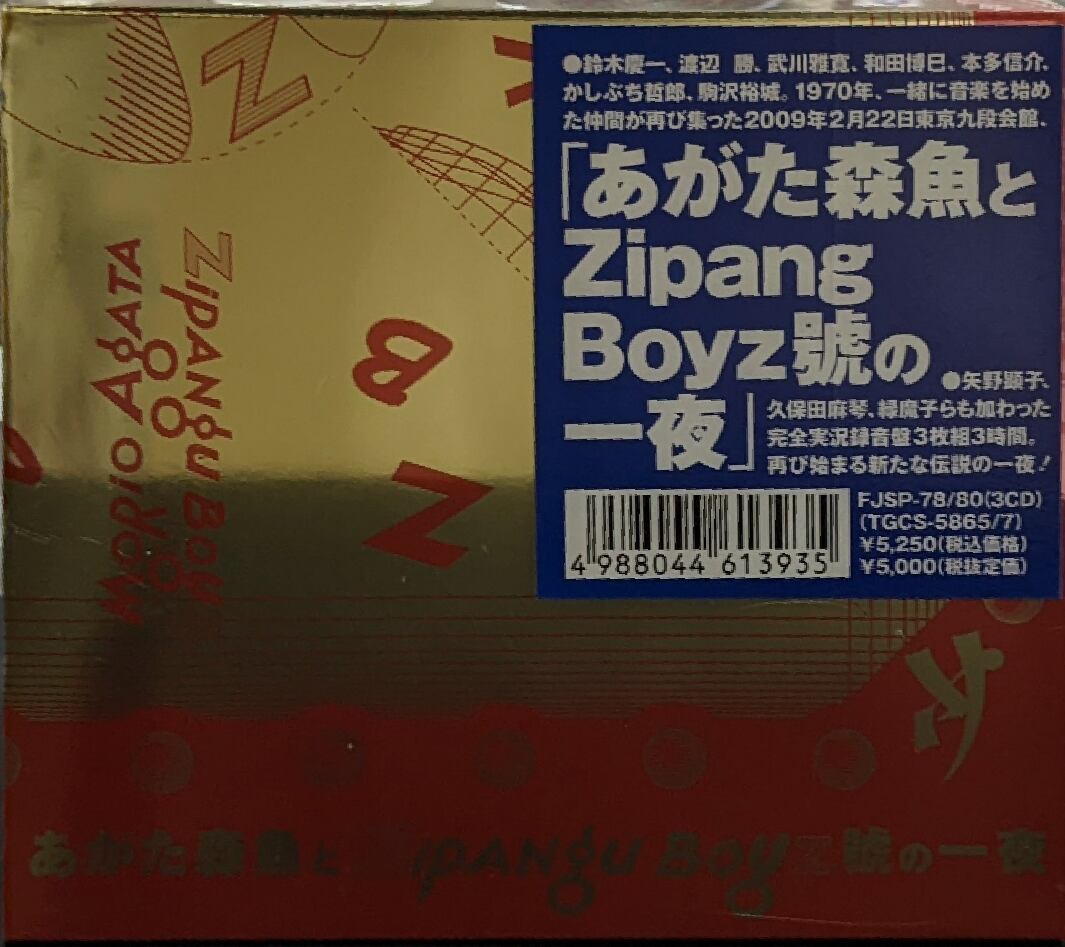 ●鈴木慶一、渡辺 勝、武川雅寛、和田博巳、本多信介、
かしぶち哲郎、駒沢裕城。1970年、一緒に音楽を始め
た仲間が再び集った2009年2月22日東京九段会館、
「あがた森魚と
Zipang
Boyz號の
一夜」
●矢野顕子、
久保田麻琴、緑魔子らも加わった
完全実況録音盤3枚組3時間。
再び始まる新たな伝説の一夜!
FJSP-78/80(3CD)
(TGCS-5865/7)
¥5,250(税込価格)
¥5,000(税抜定価)
4 988044 613935
Zipangu Boy
Morio Agata
Z
B
N
あがた森魚と Zipangu Boyz號の一夜